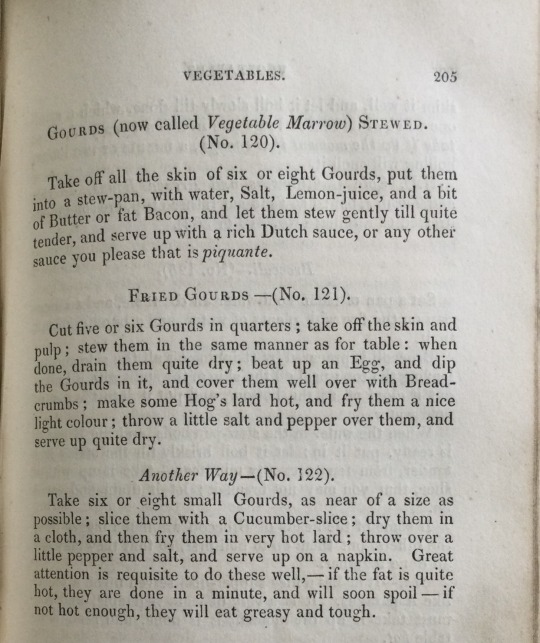 VEGETABLES. 205
GOURDS (now called Vegetable Marrow) STEWED.
(No. 120).
Take off all the skin of six or eight Gourds, put them
into a stew-pan, with water, Salt, Lemon-juice, and a bit
of Butter or fat Bacon, and let them stew gently till quite
tender, and serve up with a rich Dutch sauce, or any other
sauce you please that is piquante.
FRIED GOURDS —(No. 121).
Cut five or six Gourds in quarters ; take off the skin and
pulp ; stew them in the same manner as for table : when
done, drain them quite dry ; beat up an Egg, and dip
the Gourds in it, and cover them well over with Bread-
crumbs ; make some Hog's lard hot, and fry them a nice
light colour ; throw a little salt and pepper over them, and
serve up quite dry.
Another Way—(No. 122).
Take six or eight small Gourds, as near of a size as
possible ; slice them with a Cucumber-slice ; dry them in
a cloth, and then fry them in very hot lard ; throw over a
little pepper and salt, and serve up on a napkin. Great
attention is requisite to do these well,— if the fat is quite
hot, they are done in a minute, and will soon spoil — if
not hot enough, they will eat greasy and tough.